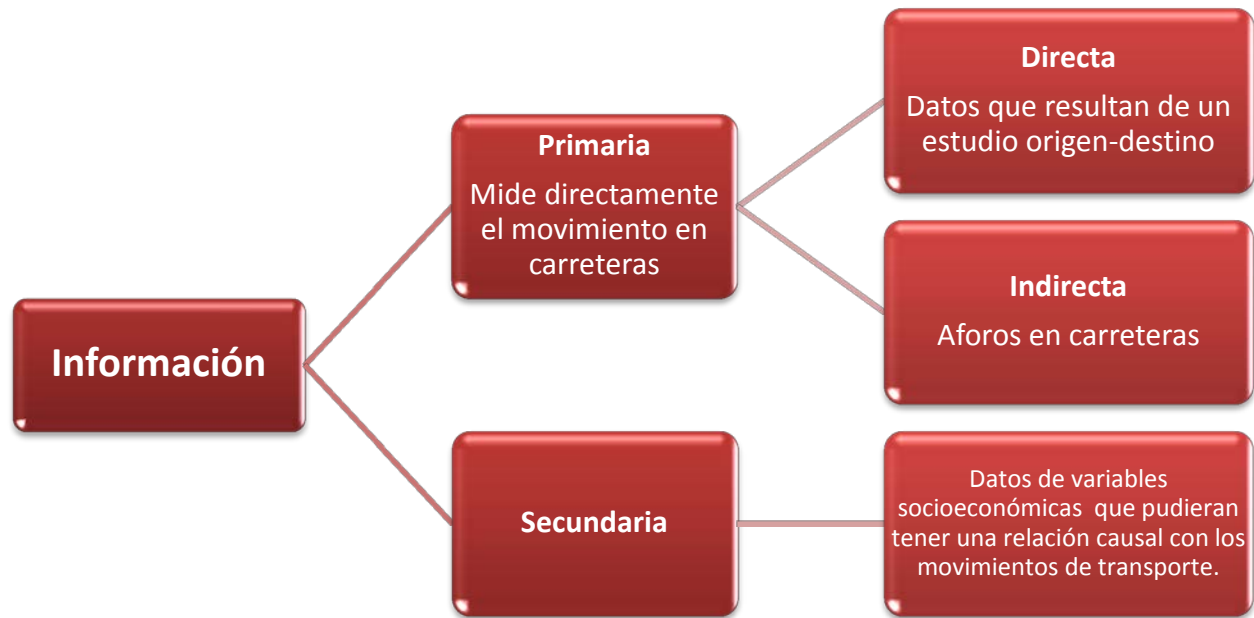 Información
Primaria
Mide directamente
el movimiento en
carreteras
Directa
Datos que resultan de un
estudio origen-destino
Indirecta
Aforos en carreteras
Secundaria
Datos de variables
socioeconómicas que pudieran
tener una relación causal con los
movimientos de transporte.